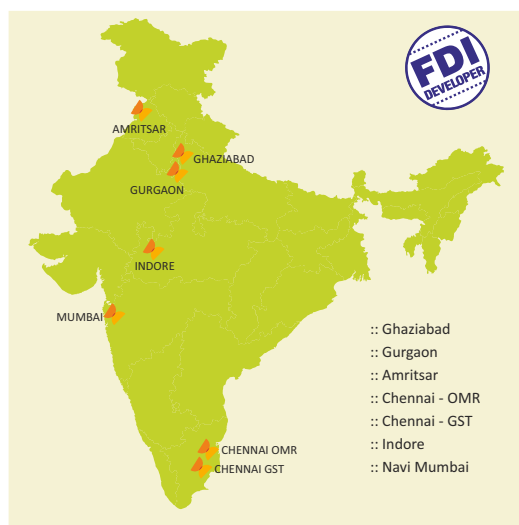 FDI
DEVELOPER
AMRITSAR
GHAZIABAD
GURGAON
INDORE
MUMBAI
:: Ghaziabad
:: Gurgaon
:: Amritsar
:: Chennai - OMR
:: Chennai - GST
:: Indore
:: Navi Mumbai
CHENNAI OMR
CHENNAI GST